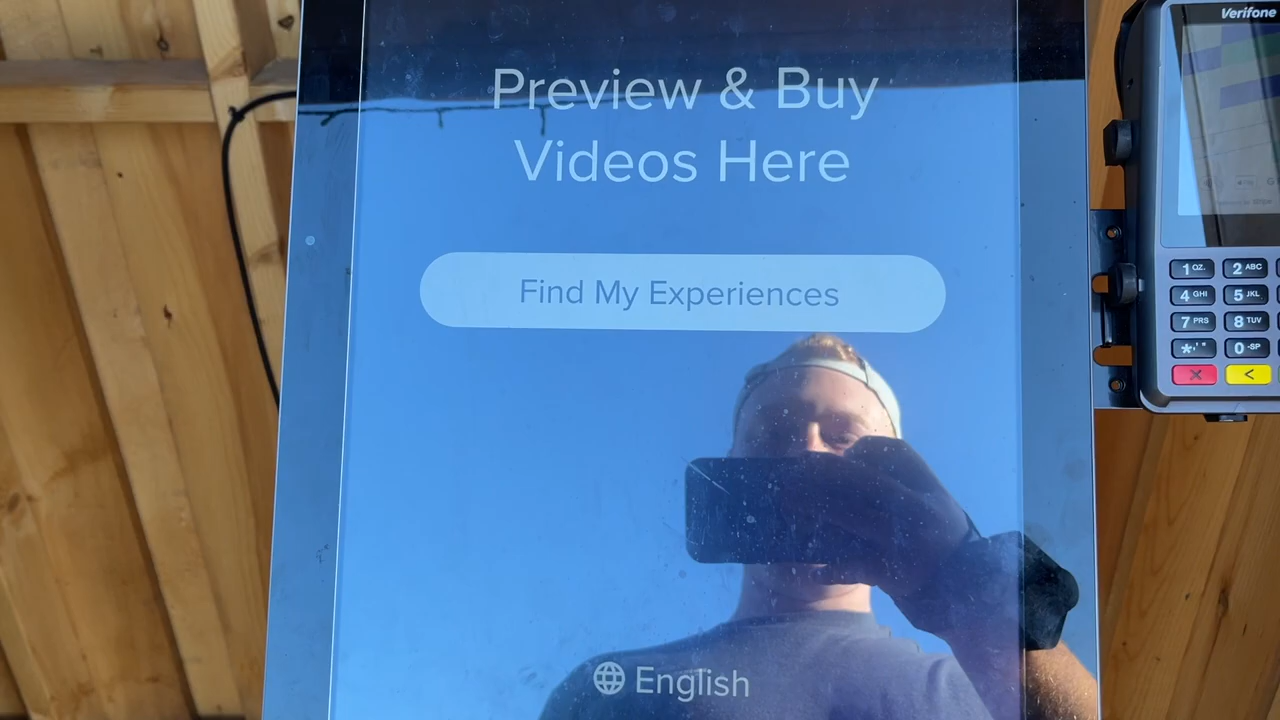 Verifone
Preview & Buy
Videos Here
Find My Experiences
1 OZ. 2 ABC
4 GHI 5 JKL
7 PRS 8 TUV
*,'" 0 -SP
X <
English